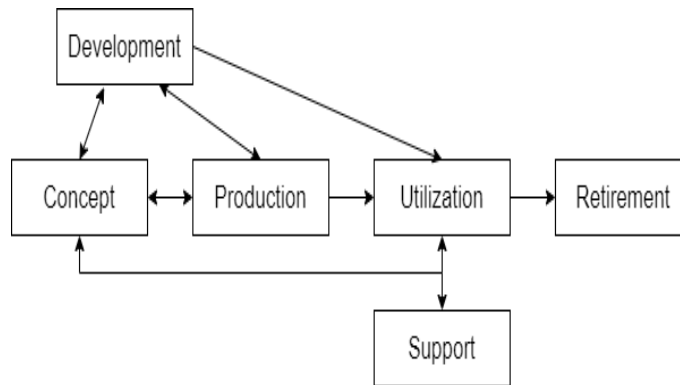 Development
Concept
Production
Utilization
Retirement
Support